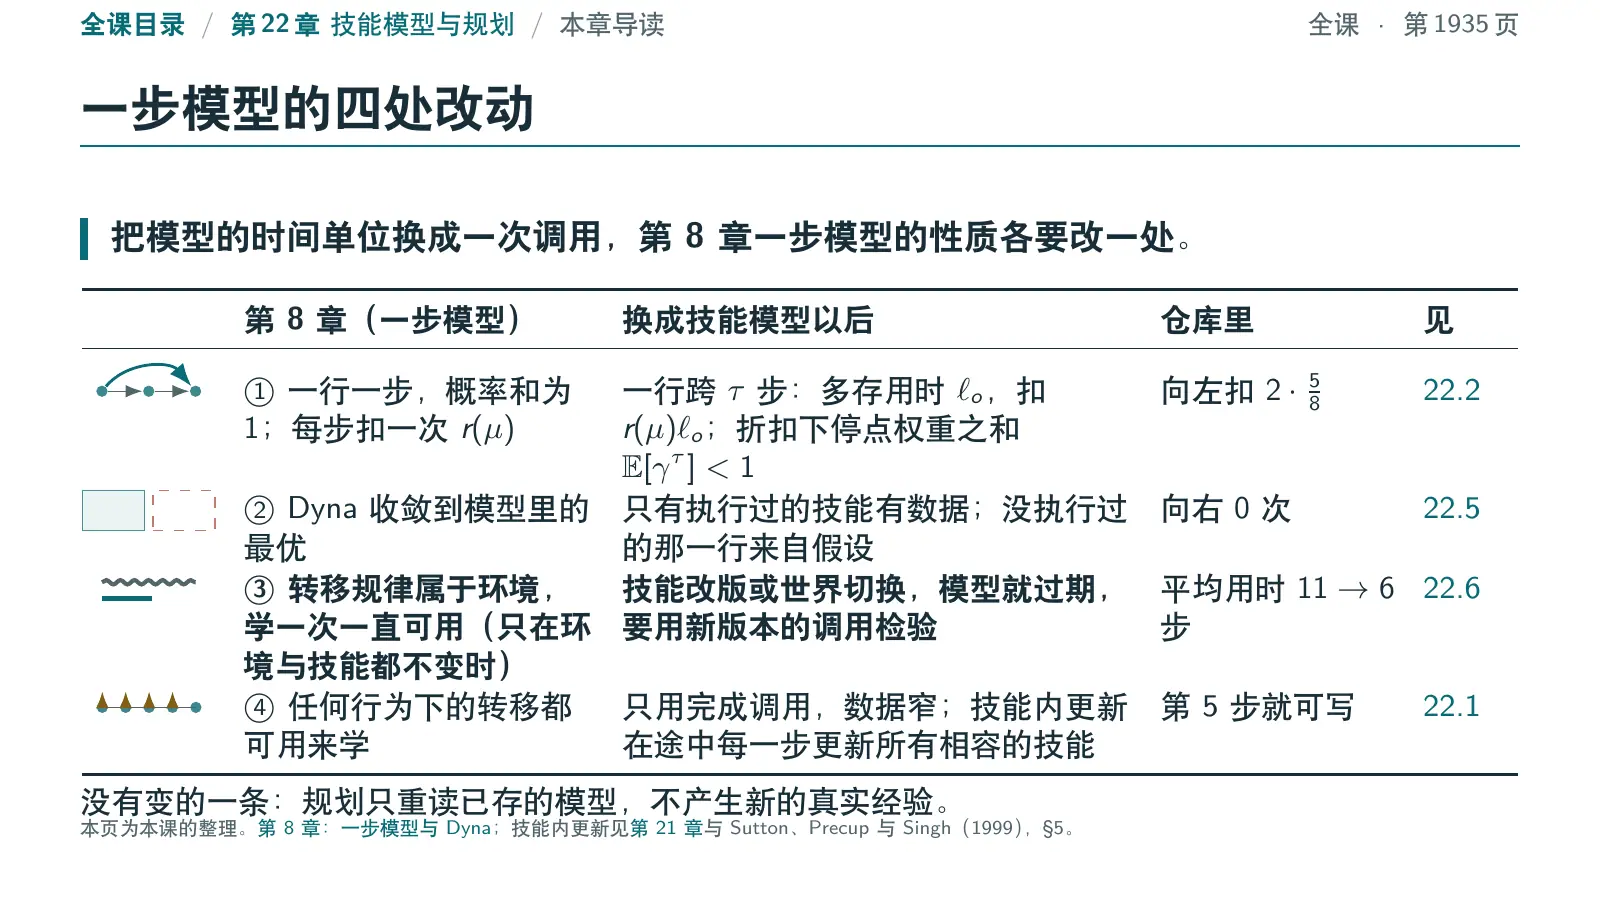 全课目录 / 第22章 技能模型与规划 / 本章导读
全课 · 第1935页
一步模型的四处改动
把模型的时间单位换成一次调用，第 8 章一步模型的性质各要改一处。
第 8 章（一步模型） 换成技能模型以后 仓库里 见
① 一行一步，概率和为
1；每步扣一次 r(μ)
一行跨 τ 步：多存用时 ℓₒ，扣
r(μ)ℓₒ；折扣下停点权重之和
𝔼[γ^τ] < 1
向左扣 2 · 5/8
22.2
② Dyna 收敛到模型里的
最优
只有执行过的技能有数据；没执行过
的那一行来自假设
向右 0 次
22.5
③ 转移规律属于环境，
学一次一直可用（只在环
境与技能都不变时）
技能改版或世界切换，模型就过期，
要用新版本的调用检验
平均用时 11 → 6
步
22.6
④ 任何行为下的转移都
可用来学
只用完成调用，数据窄；技能内更新
在途中每一步更新所有相容的技能
第 5 步就可写
22.1
没有变的一条：规划只重读已存的模型，不产生新的真实经验。
本页为本课的整理。第 8 章：一步模型与 Dyna；技能内更新见第 21 章与 Sutton、Precup 与 Singh（1999），§5。